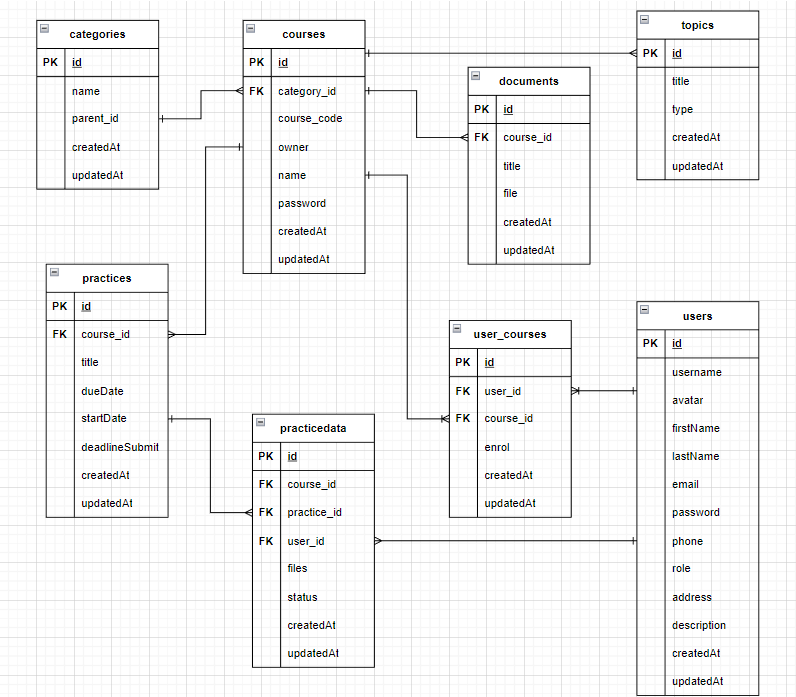 categories
PK id
name
parent_id
createdAt
updatedAt
courses
PK id
FK category_id
course_code
owner
name
password
createdAt
updatedAt
topics
PK id
title
type
createdAt
updatedAt
documents
PK id
FK course_id
title
file
createdAt
updatedAt
practices
PK id
FK course_id
title
dueDate
startDate
deadlineSubmit
createdAt
updatedAt
practicedata
PK id
FK course_id
FK practice_id
FK user_id
files
status
createdAt
updatedAt
user_courses
PK id
FK user_id
FK course_id
enrol
createdAt
updatedAt
users
PK id
username
avatar
firstName
lastName
email
password
phone
role
address
description
createdAt
updatedAt